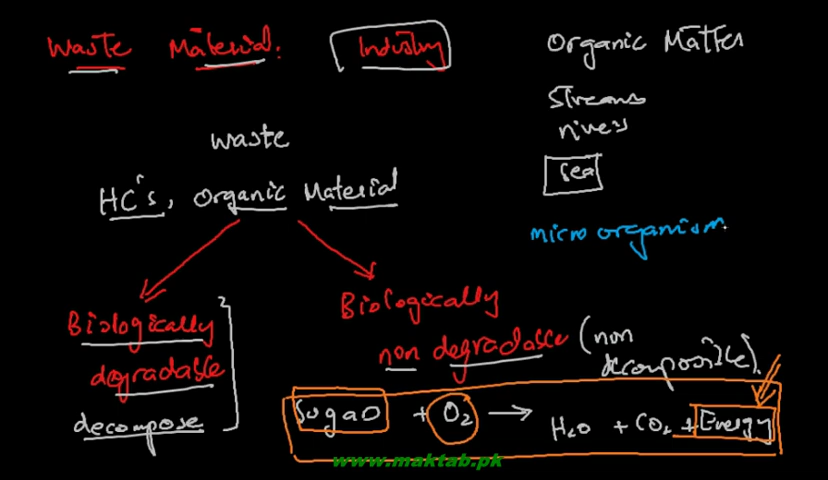 Waste Material: Industry
Organic Matter
Streams
rivers
sea
waste
HC's, Organic Material
micro organism
Biologically
degradable
decompose
Biologically
non degradable (non
decomposible).
Sugar + O₂ → H₂O + CO₂ + Energy
www.maktab.pk